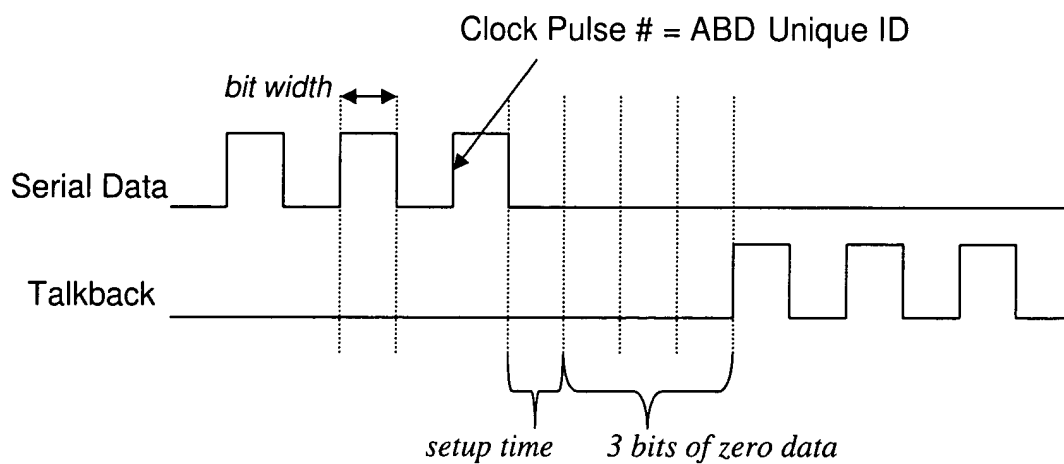 Clock Pulse # = ABD Unique ID
bit width
Serial Data
Talkback
setup time
3 bits of zero data